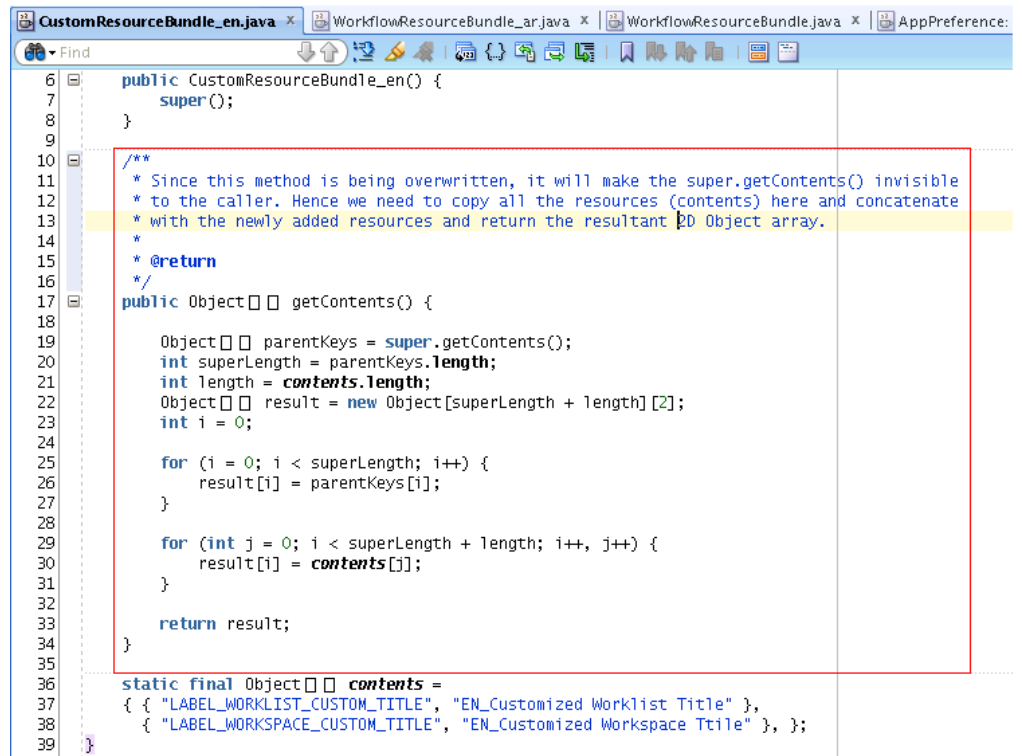 CustomResourceBundle_en.java x WorkflowResourceBundle_ar.java x WorkflowResourceBundle.java x AppPreference:
Find
6 public CustomResourceBundle_en() {
7 super();
8 }
9
10 /**
11 * Since this method is being overwritten, it will make the super.getContents() invisible
12 * to the caller. Hence we need to copy all the resources (contents) here and concatenate
13 * with the newly added resources and return the resultant 2D Object array.
14 *
15 * @return
16 */
17 public Object[][] getContents() {
18
19 Object[][] parentKeys = super.getContents();
20 int superLength = parentKeys.length;
21 int length = contents.length;
22 Object[][] result = new Object[superLength + length][2];
23 int i = 0;
24
25 for (i = 0; i < superLength; i++) {
26 result[i] = parentKeys[i];
27 }
28
29 for (int j = 0; i < superLength + length; i++, j++) {
30 result[i] = contents[j];
31 }
32
33 return result;
34 }
35
36 static final Object[][] contents =
37 { { "LABEL_WORKLIST_CUSTOM_TITLE", "EN_Customized Worklist Title" },
38 { "LABEL_WORKSPACE_CUSTOM_TITLE", "EN_Customized Workspace Ttile" }, };
39 }